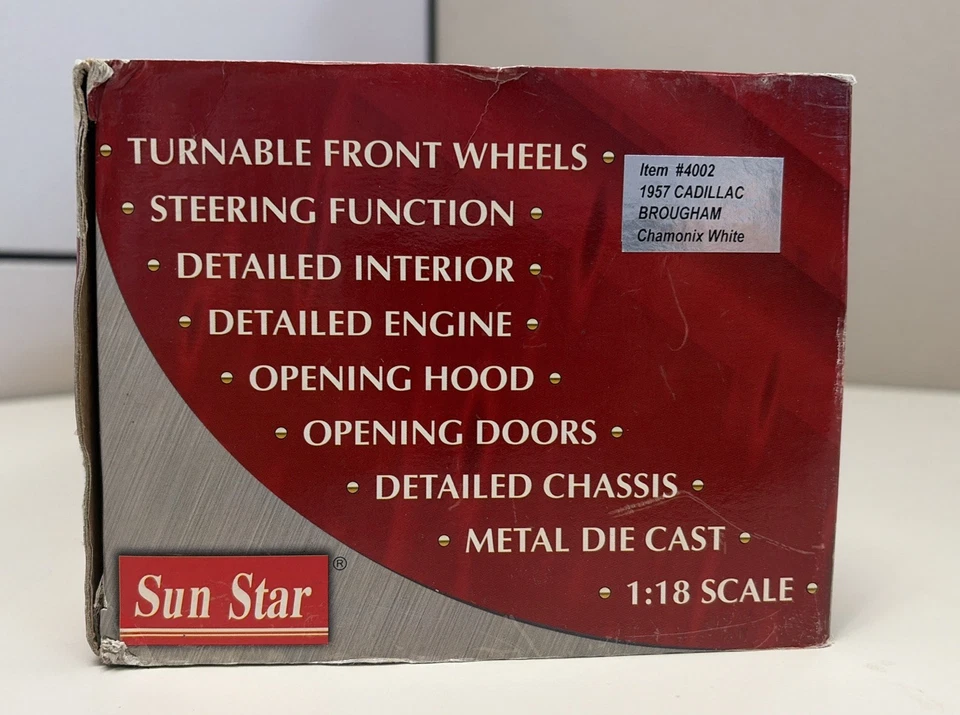 TURNABLE FRONT WHEELS
Item #4002
1957 CADILLAC
BROUGHAM
Chamonix White
STEERING FUNCTION
DETAILED INTERIOR
DETAILED ENGINE
OPENING HOOD
OPENING DOORS
DETAILED CHASSIS
METAL DIE CAST
1:18 SCALE
Sun Star ®